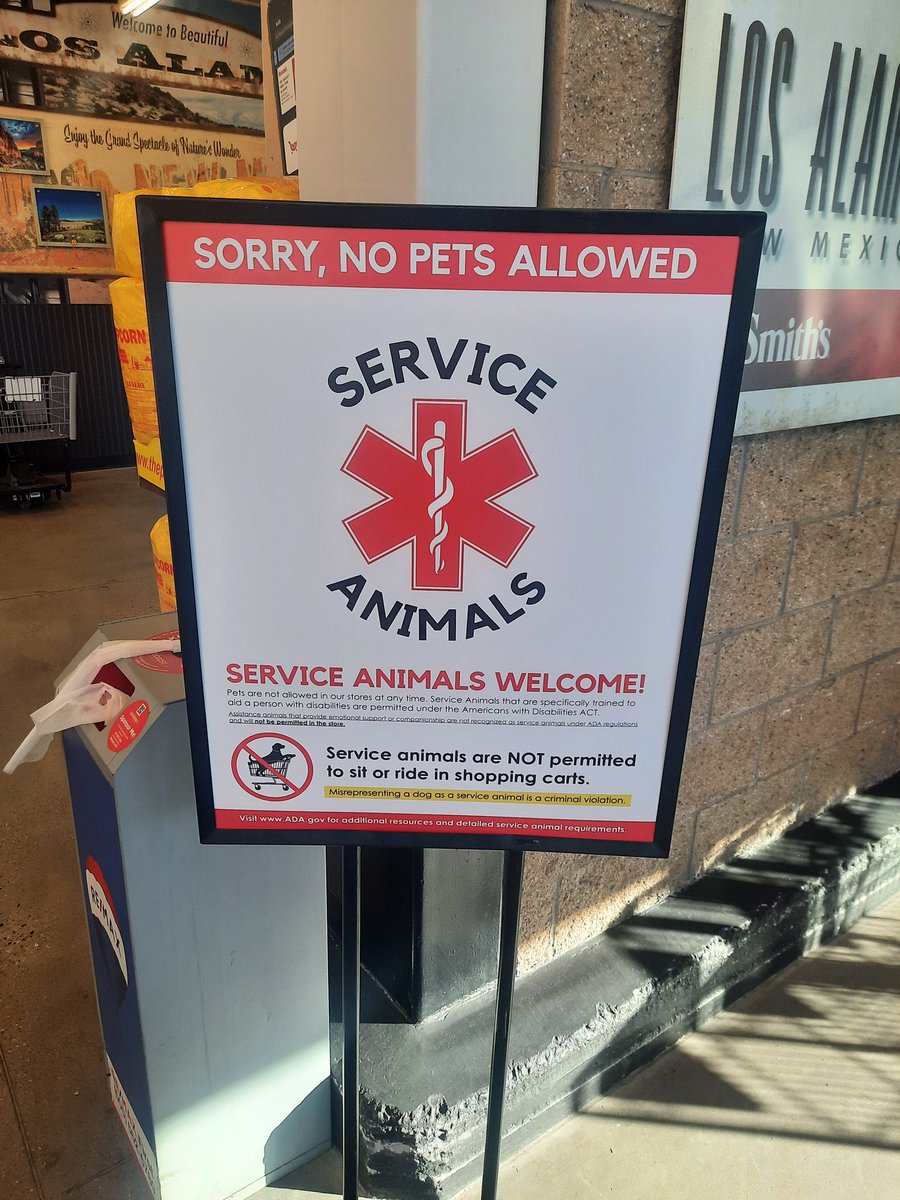 Welcome to Beautiful
Enjoy the Grand Spectacle of Nature's Wonder
SORRY, NO PETS ALLOWED
SERVICE
ANIMALS
SERVICE ANIMALS WELCOME!
Pets are not allowed in our stores at any time. Service Animals that are specifically trained to
aid a person with disabilities are permitted under the Americans with Disabilities ACT.
Assistance animals that provide emotional support or companionship are not recognized as service animals under ADA regulations
and will not be permitted in the store.
Service animals are NOT permitted
to sit or ride in shopping carts.
Misrepresenting a dog as a service animal is a criminal violation.
Visit www.ADA.gov for additional resources and detailed service animal requirements.
LOS ALAM
W MEXIC
Smith's
CORN
RE/MAX